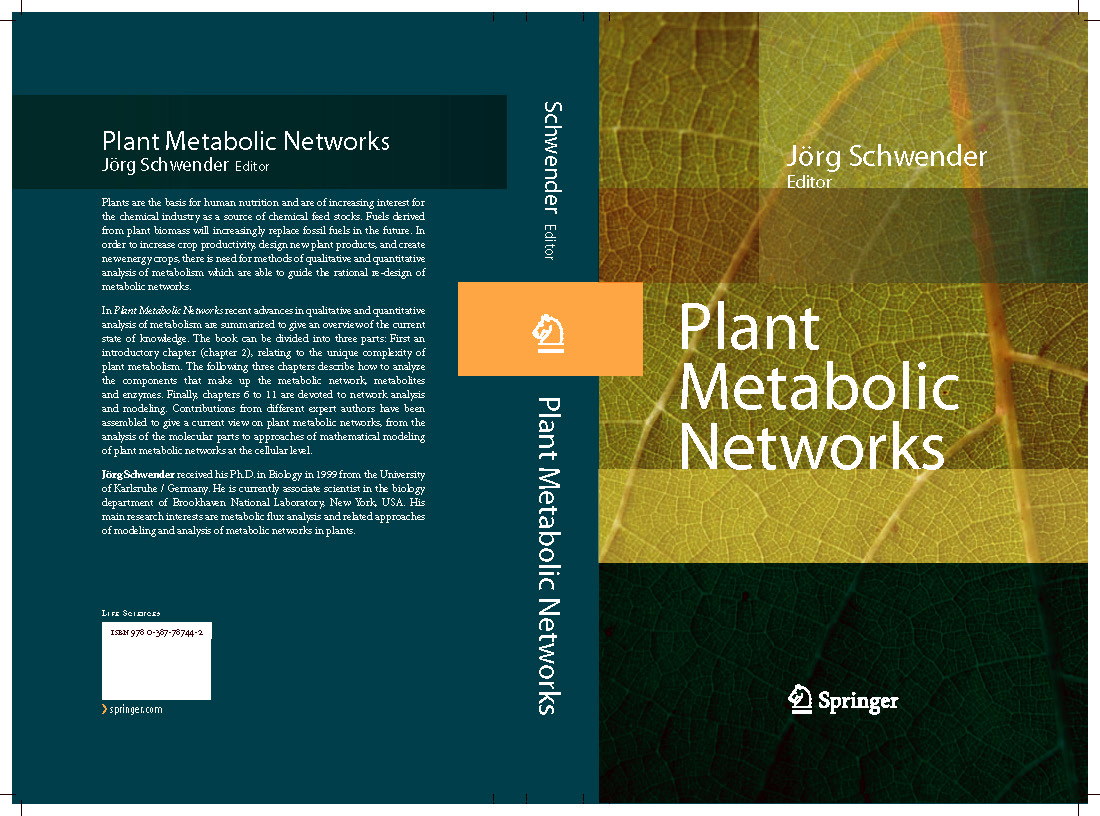 Plant Metabolic Networks
Jörg Schwender Editor
Plants are the basis for human nutrition and are of increasing interest for
the chemical industry as a source of chemical feed stocks. Fuels derived
from plant biomass will increasingly replace fossil fuels in the future. In
order to increase crop productivity, design new plant products, and create
new energy crops, there is need for methods of qualitative and quantitative
analysis of metabolism which are able to guide the rational re-design of
metabolic networks.
In Plant Metabolic Networks recent advances in qualitative and quantitative
analysis of metabolism are summarized to give an overview of the current
state of knowledge. The book can be divided into three parts: First an
introductory chapter (chapter 2), relating to the unique complexity of
plant metabolism. The following three chapters describe how to analyze
the components that make up the metabolic network, metabolites
and enzymes. Finally, chapters 6 to 11 are devoted to network analysis
and modeling. Contributions from different expert authors have been
assembled to give a current view on plant metabolic networks, from the
analysis of the molecular parts to approaches of mathematical modeling
of plant metabolic networks at the cellular level.
Jörg Schwender received his Ph.D. in Biology in 1999 from the University
of Karlsruhe / Germany. He is currently associate scientist in the biology
department of Brookhaven National Laboratory, New York, USA. His
main research interests are metabolic flux analysis and related approaches
of modeling and analysis of metabolic networks in plants.
Life Sciences
ISBN 978 0-387-78744-2
springer.com
Schwender Editor
Plant Metabolic Networks
Jörg Schwender
Editor
Plant
Metabolic
Networks
Springer